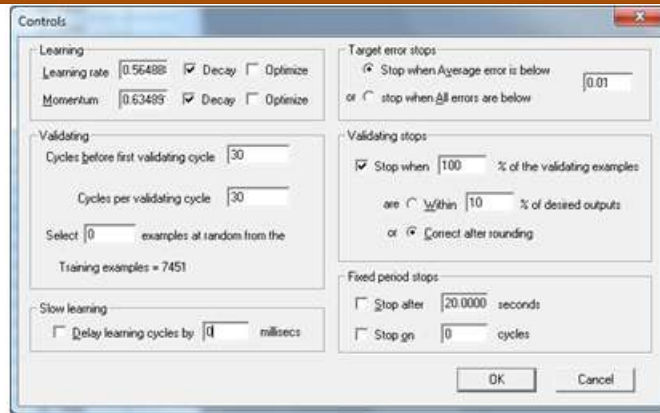 Controls
Learning
Learning rate 0.56488 Decay Optimize
Momentum 0.63489 Decay Optimize
Validating
Cycles before first validating cycle 30
Cycles per validating cycle 30
Select 0 examples at random from the
Training examples = 7451
Slow learning
Delay learning cycles by 0 millisecs
Target error stops
Stop when Average error is below
0.01
or stop when All errors are below
Validating stops
Stop when 100 % of the validating examples
are Within 10 % of desired outputs
or Correct after rounding
Fixed period stops
Stop after 20.0000 seconds
Stop on 0 cycles
OK Cancel